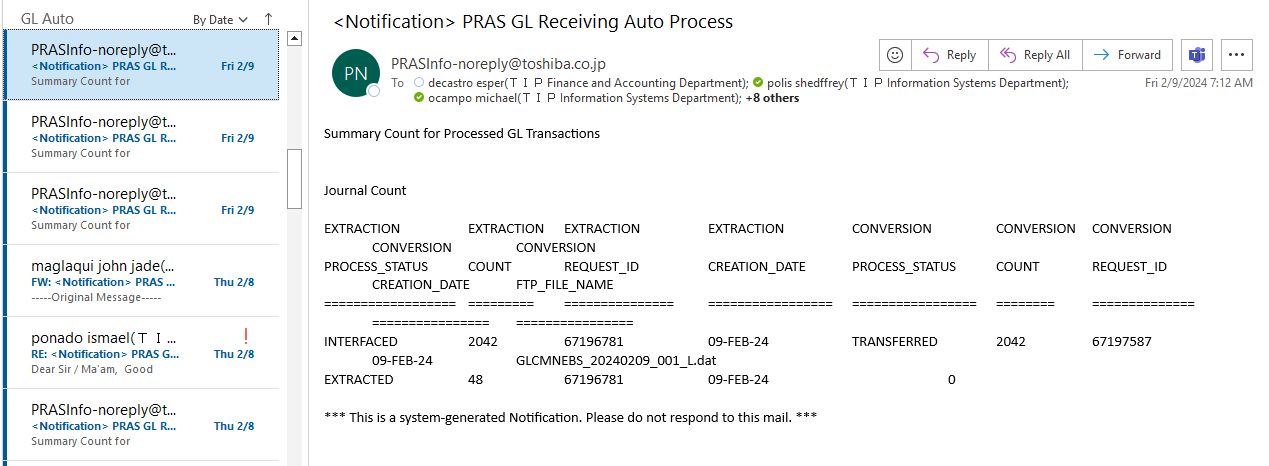 GL Auto
By Date
PRASInfo-noreply@t...
<Notification> PRAS GL R... Fri 2/9
Summary Count for
PRASInfo-noreply@t...
<Notification> PRAS GL R... Fri 2/9
Summary Count for
PRASInfo-noreply@t...
<Notification> PRAS GL R... Fri 2/9
Summary Count for
maglaqui john jade(...
FW: <Notification> PRAS ... Thu 2/8
-----Original Message-----
ponado ismael(ＴＩ... !
RE: <Notification> PRAS G... Thu 2/8
Dear Sir / Ma'am, Good
PRASInfo-noreply@t...
<Notification> PRAS GL R... Thu 2/8
Summary Count for
<Notification> PRAS GL Receiving Auto Process
PN
PRASInfo-noreply@toshiba.co.jp
Reply Reply All Forward
To decastro esper(ＴＩＰ Finance and Accounting Department); polis shedffrey(ＴＩＰ Information Systems Department);
ocampo michael(ＴＩＰ Information Systems Department); +8 others
Fri 2/9/2024 7:12 AM
Summary Count for Processed GL Transactions
Journal Count
EXTRACTION EXTRACTION EXTRACTION EXTRACTION CONVERSION CONVERSION CONVERSION
CONVERSION CONVERSION
PROCESS_STATUS COUNT REQUEST_ID CREATION_DATE PROCESS_STATUS COUNT REQUEST_ID
CREATION_DATE FTP_FILE_NAME
================== ========= =============== ================= ================= ======== ==============
================ ================
INTERFACED 2042 67196781 09-FEB-24 TRANSFERRED 2042 67197587
09-FEB-24 GLCMNEBS_20240209_001_L.dat
EXTRACTED 48 67196781 09-FEB-24 0
*** This is a system-generated Notification. Please do not respond to this mail. ***